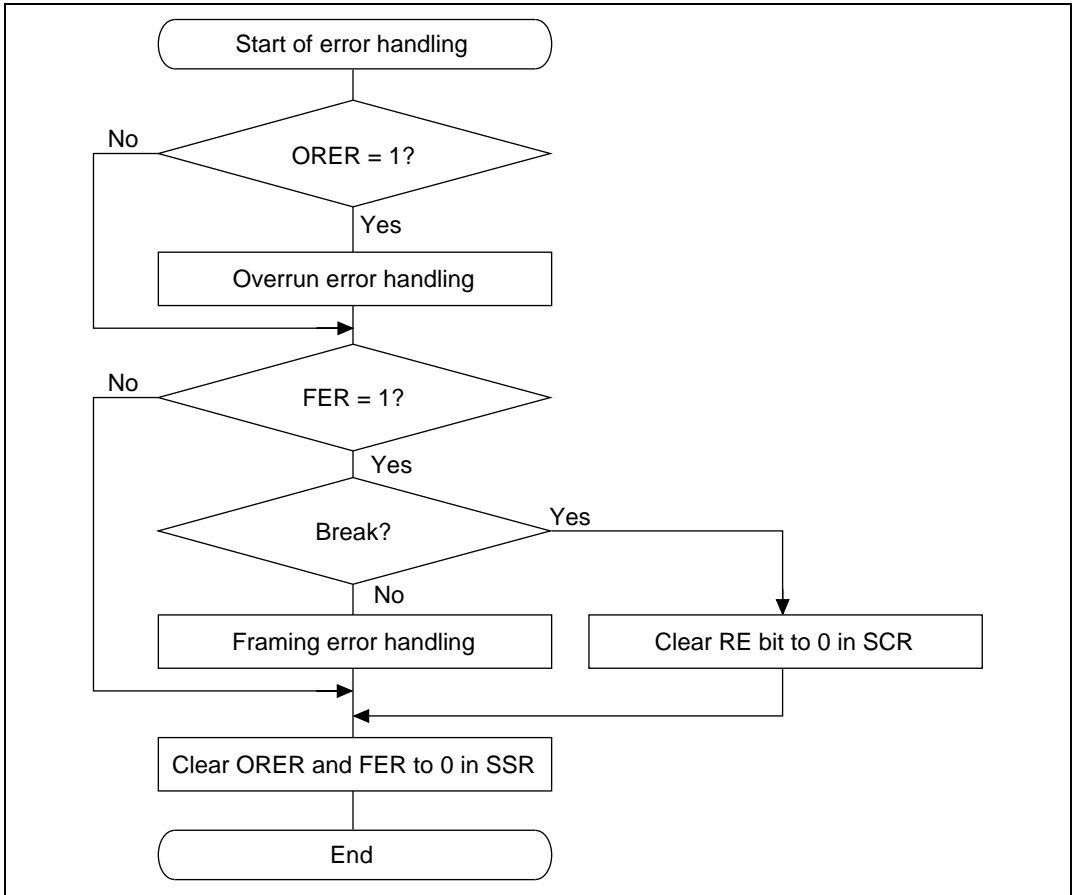 Start of error handling
No
ORER = 1?
Yes
Overrun error handling
No
FER = 1?
Yes
Break?
Yes
No
Framing error handling
Clear RE bit to 0 in SCR
Clear ORER and FER to 0 in SSR
End